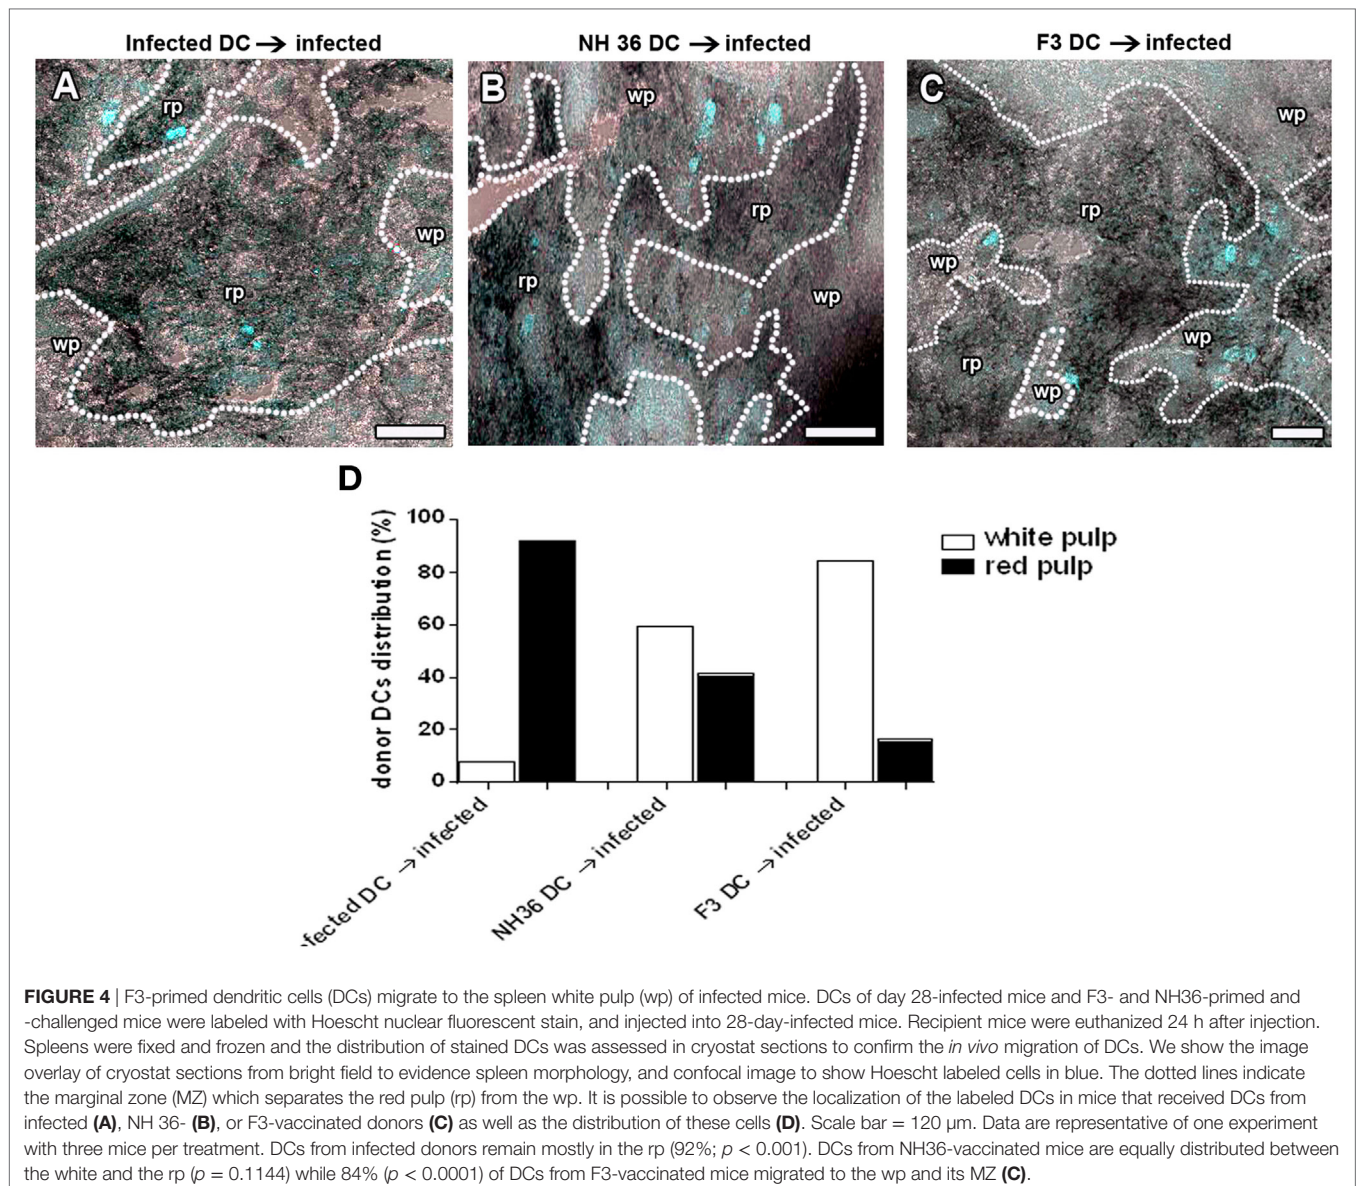 Infected DC → infected
NH 36 DC → infected
F3 DC → infected
A
rp
wp
rp
wp
B
wp
rp
rp
wp
C
wp
rp
wp
rp
wp
wp
D
donor DCs distribution (%)
100
80
60
40
20
0
white pulp
red pulp
nfected DC → infected
NH36 DC → infected
F3 DC → infected
FIGURE 4 | F3-primed dendritic cells (DCs) migrate to the spleen white pulp (wp) of infected mice. DCs of day 28-infected mice and F3- and NH36-primed and
-challenged mice were labeled with Hoescht nuclear fluorescent stain, and injected into 28-day-infected mice. Recipient mice were euthanized 24 h after injection.
Spleens were fixed and frozen and the distribution of stained DCs was assessed in cryostat sections to confirm the in vivo migration of DCs. We show the image
overlay of cryostat sections from bright field to evidence spleen morphology, and confocal image to show Hoescht labeled cells in blue. The dotted lines indicate
the marginal zone (MZ) which separates the red pulp (rp) from the wp. It is possible to observe the localization of the labeled DCs in mice that received DCs from
infected (A), NH 36- (B), or F3-vaccinated donors (C) as well as the distribution of these cells (D). Scale bar = 120 μm. Data are representative of one experiment
with three mice per treatment. DCs from infected donors remain mostly in the rp (92%; p < 0.001). DCs from NH36-vaccinated mice are equally distributed between
the white and the rp (p = 0.1144) while 84% (p < 0.0001) of DCs from F3-vaccinated mice migrated to the wp and its MZ (C).